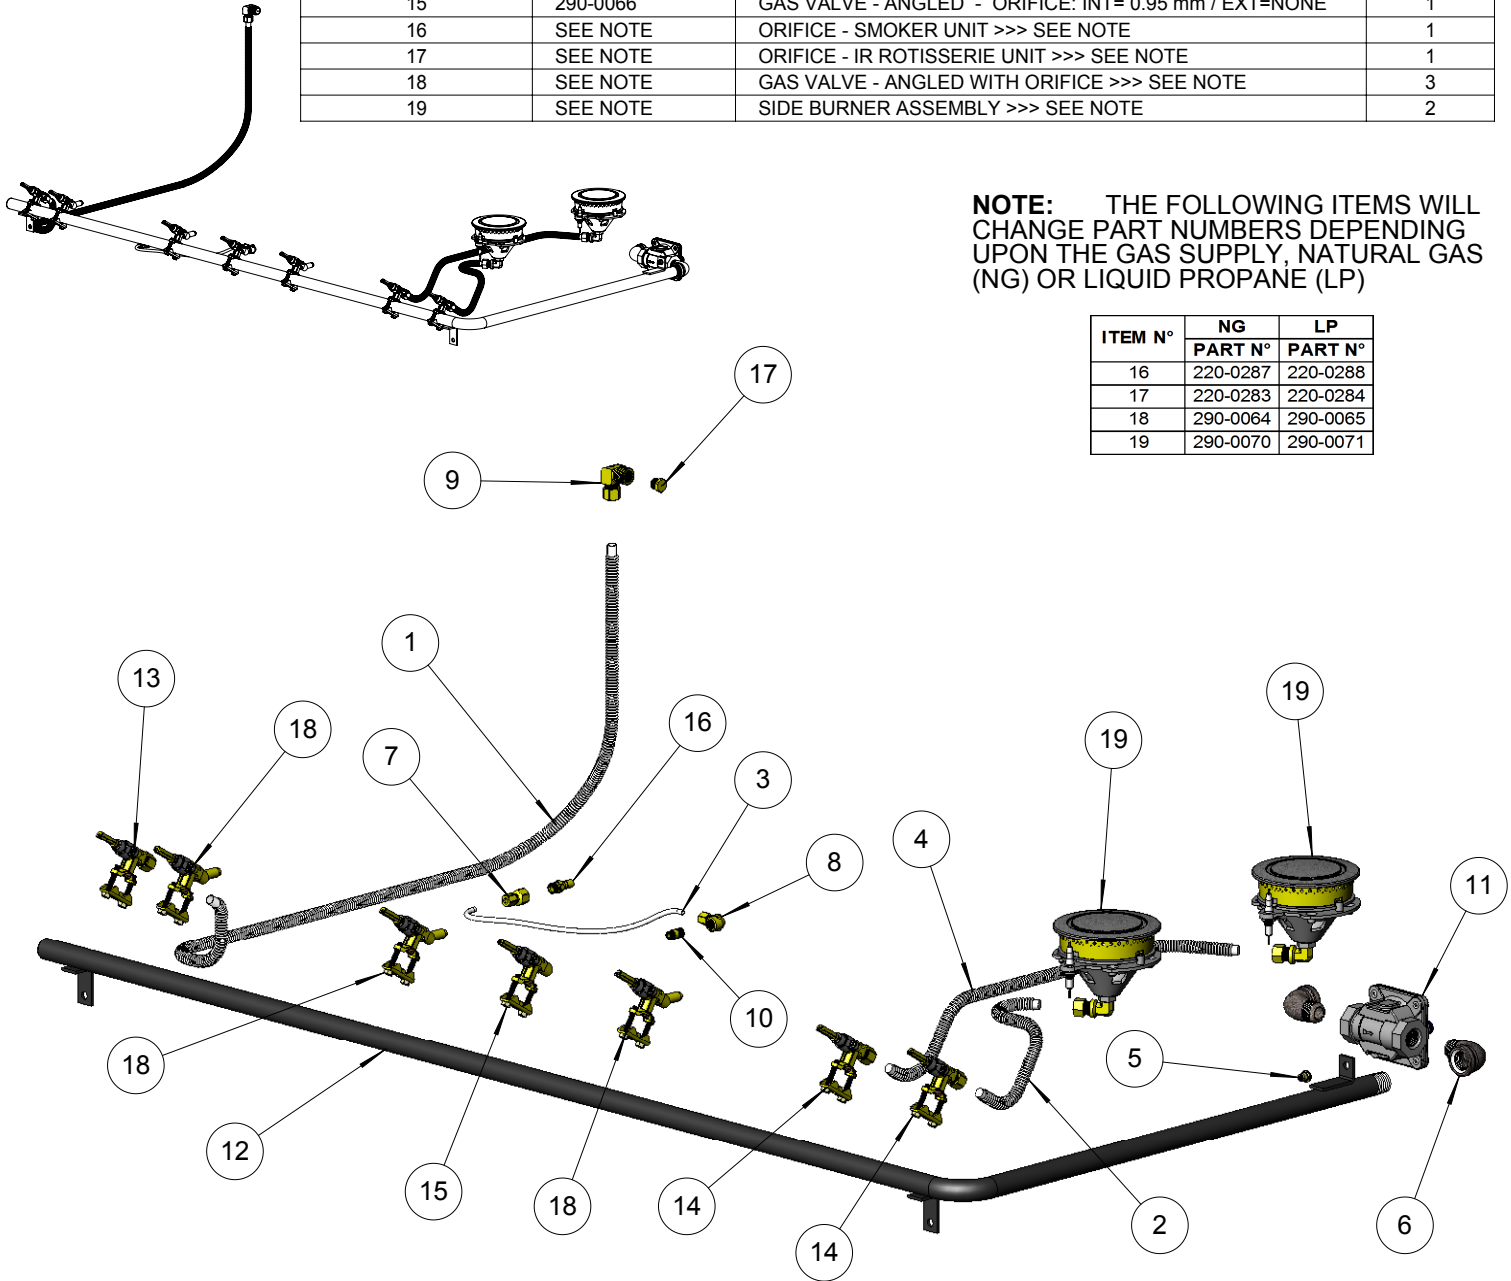 15 290-0066 GAS VALVE - ANGLED - ORIFICE: INT= 0.95 mm / EXT=NONE 1
16 SEE NOTE ORIFICE - SMOKER UNIT >>> SEE NOTE 1
17 SEE NOTE ORIFICE - IR ROTISSERIE UNIT >>> SEE NOTE 1
18 SEE NOTE GAS VALVE - ANGLED WITH ORIFICE >>> SEE NOTE 3
19 SEE NOTE SIDE BURNER ASSEMBLY >>> SEE NOTE 2
NOTE: THE FOLLOWING ITEMS WILL
CHANGE PART NUMBERS DEPENDING
UPON THE GAS SUPPLY, NATURAL GAS
(NG) OR LIQUID PROPANE (LP)
ITEM N° NG LP
PART N° PART N°
16 220-0287 220-0288
17 220-0283 220-0284
18 290-0064 290-0065
19 290-0070 290-0071
17
9
1
13
18
7
16
3
19
19
4
8
11
18
10
5
12
15
18
14
14
2
6